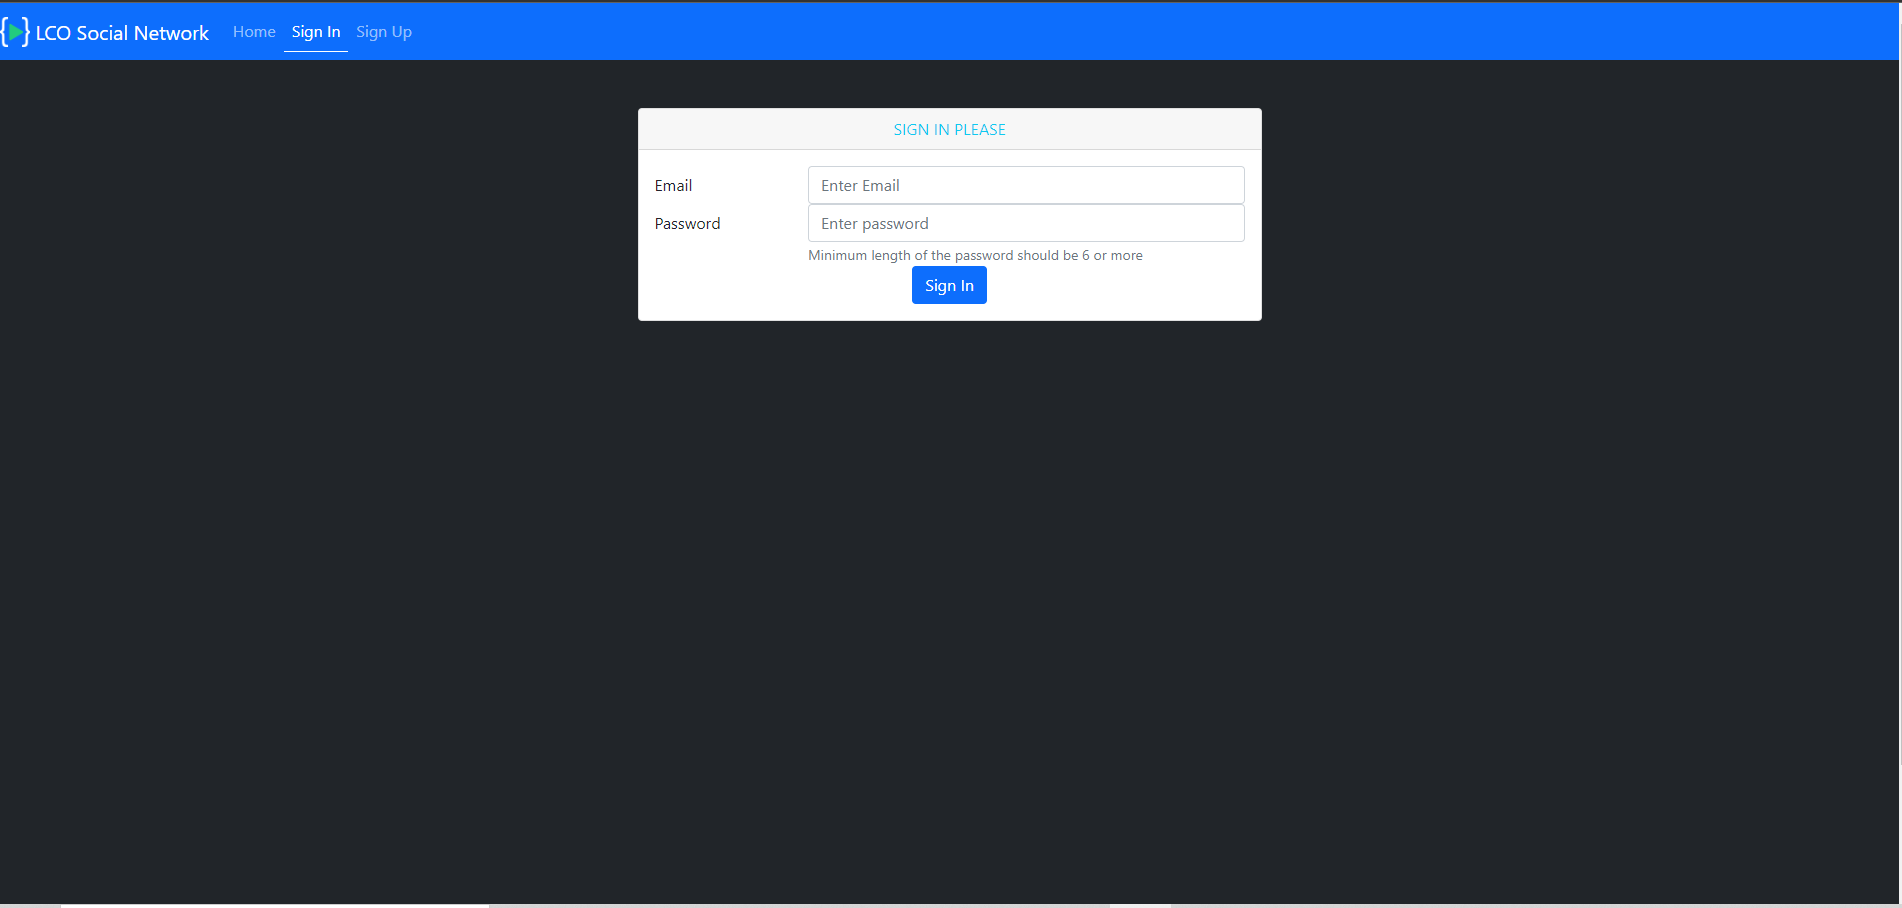 LCO Social Network Home Sign In Sign Up
SIGN IN PLEASE
Email Enter Email
Password Enter password
Minimum length of the password should be 6 or more
Sign In